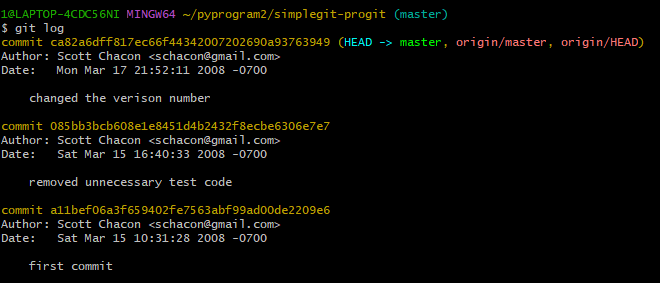 1@LAPTOP-4CDC56NI MINGW64 ~/pyprogram2/simplegit-progit (master)
$ git log
commit ca82a6dff817ec66f44342007202690a93763949 (HEAD -> master, origin/master, origin/HEAD)
Author: Scott Chacon <schacon@gmail.com>
Date:   Mon Mar 17 21:52:11 2008 -0700
    changed the verison number
commit 085bb3bcb608e1e8451d4b2432f8ecbe6306e7e7
Author: Scott Chacon <schacon@gmail.com>
Date:   Sat Mar 15 16:40:33 2008 -0700
    removed unnecessary test code
commit a11bef06a3f659402fe7563abf99ad00de2209e6
Author: Scott Chacon <schacon@gmail.com>
Date:   Sat Mar 15 10:31:28 2008 -0700
    first commit